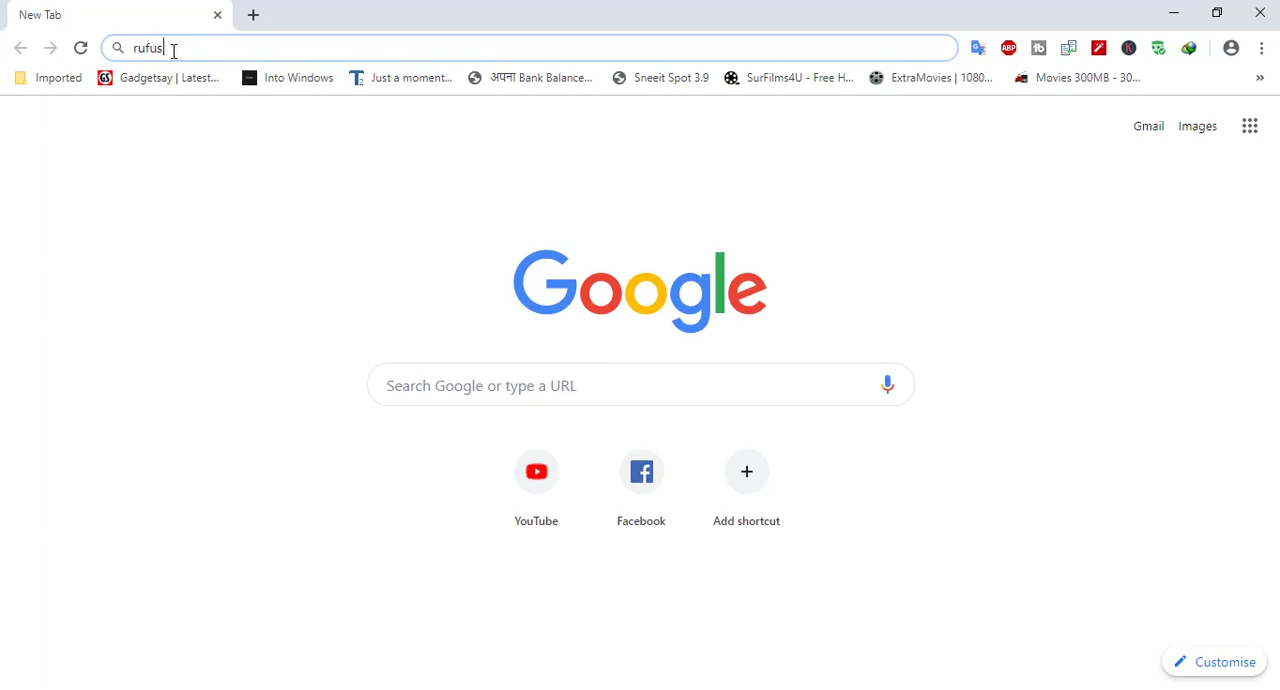 New Tab
rufus
Imported
Gadgetsay | Latest...
Into Windows
Just a moment...
अपना Bank Balance...
Sneeit Spot 3.9
SurFilms4U - Free H...
ExtraMovies | 1080...
Movies 300MB - 30...
»
Gmail Images
Google
Search Google or type a URL
YouTube
Facebook
Add shortcut
Customise